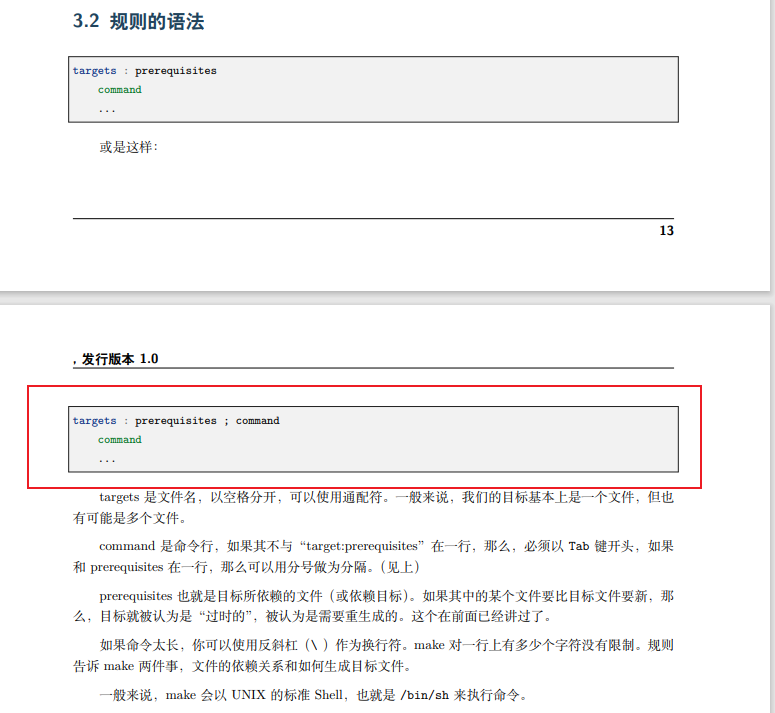 3.2 规则的语法
targets : prerequisites
command
...
或是这样：
13
, 发行版本 1.0
targets : prerequisites ; command
command
...
targets 是文件名，以空格分开，可以使用通配符。一般来说，我们的目标基本上是一个文件，但也
有可能是多个文件。
command 是命令行，如果其不与“target:prerequisites”在一行，那么，必须以 Tab 键开头，如果
和 prerequisites 在一行，那么可以用分号做为分隔。（见上）
prerequisites 也就是目标所依赖的文件（或依赖目标）。如果其中的某个文件要比目标文件要新，那
么，目标就被认为是“过时的”，被认为是需要重生成的。这个在前面已经讲过了。
如果命令太长，你可以使用反斜杠（\ ）作为换行符。make 对一行上有多少个字符没有限制。规则
告诉 make 两件事，文件的依赖关系和如何生成目标文件。
一般来说，make 会以 UNIX 的标准 Shell，也就是 /bin/sh 来执行命令。